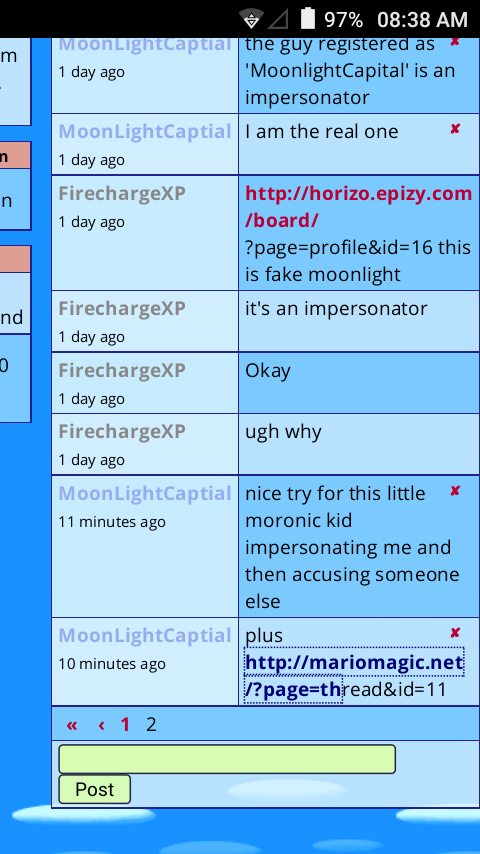 97% 08:38 AM
m
n
n
nd
0
MoonLightCaptial
1 day ago
the guy registered as ✘
'MoonlightCapital' is an
impersonator
MoonLightCaptial
1 day ago
I am the real one ✘
FirechargeXP
1 day ago
http://horizo.epizy.com
/board/
?page=profile&id=16 this
is fake moonlight
FirechargeXP
1 day ago
it's an impersonator
FirechargeXP
1 day ago
Okay
FirechargeXP
1 day ago
ugh why
MoonLightCaptial
11 minutes ago
nice try for this little ✘
moronic kid
impersonating me and
then accusing someone
else
MoonLightCaptial
10 minutes ago
plus ✘
http://mariomagic.net
/?page=thread&id=11
« ‹ 1 2
Post